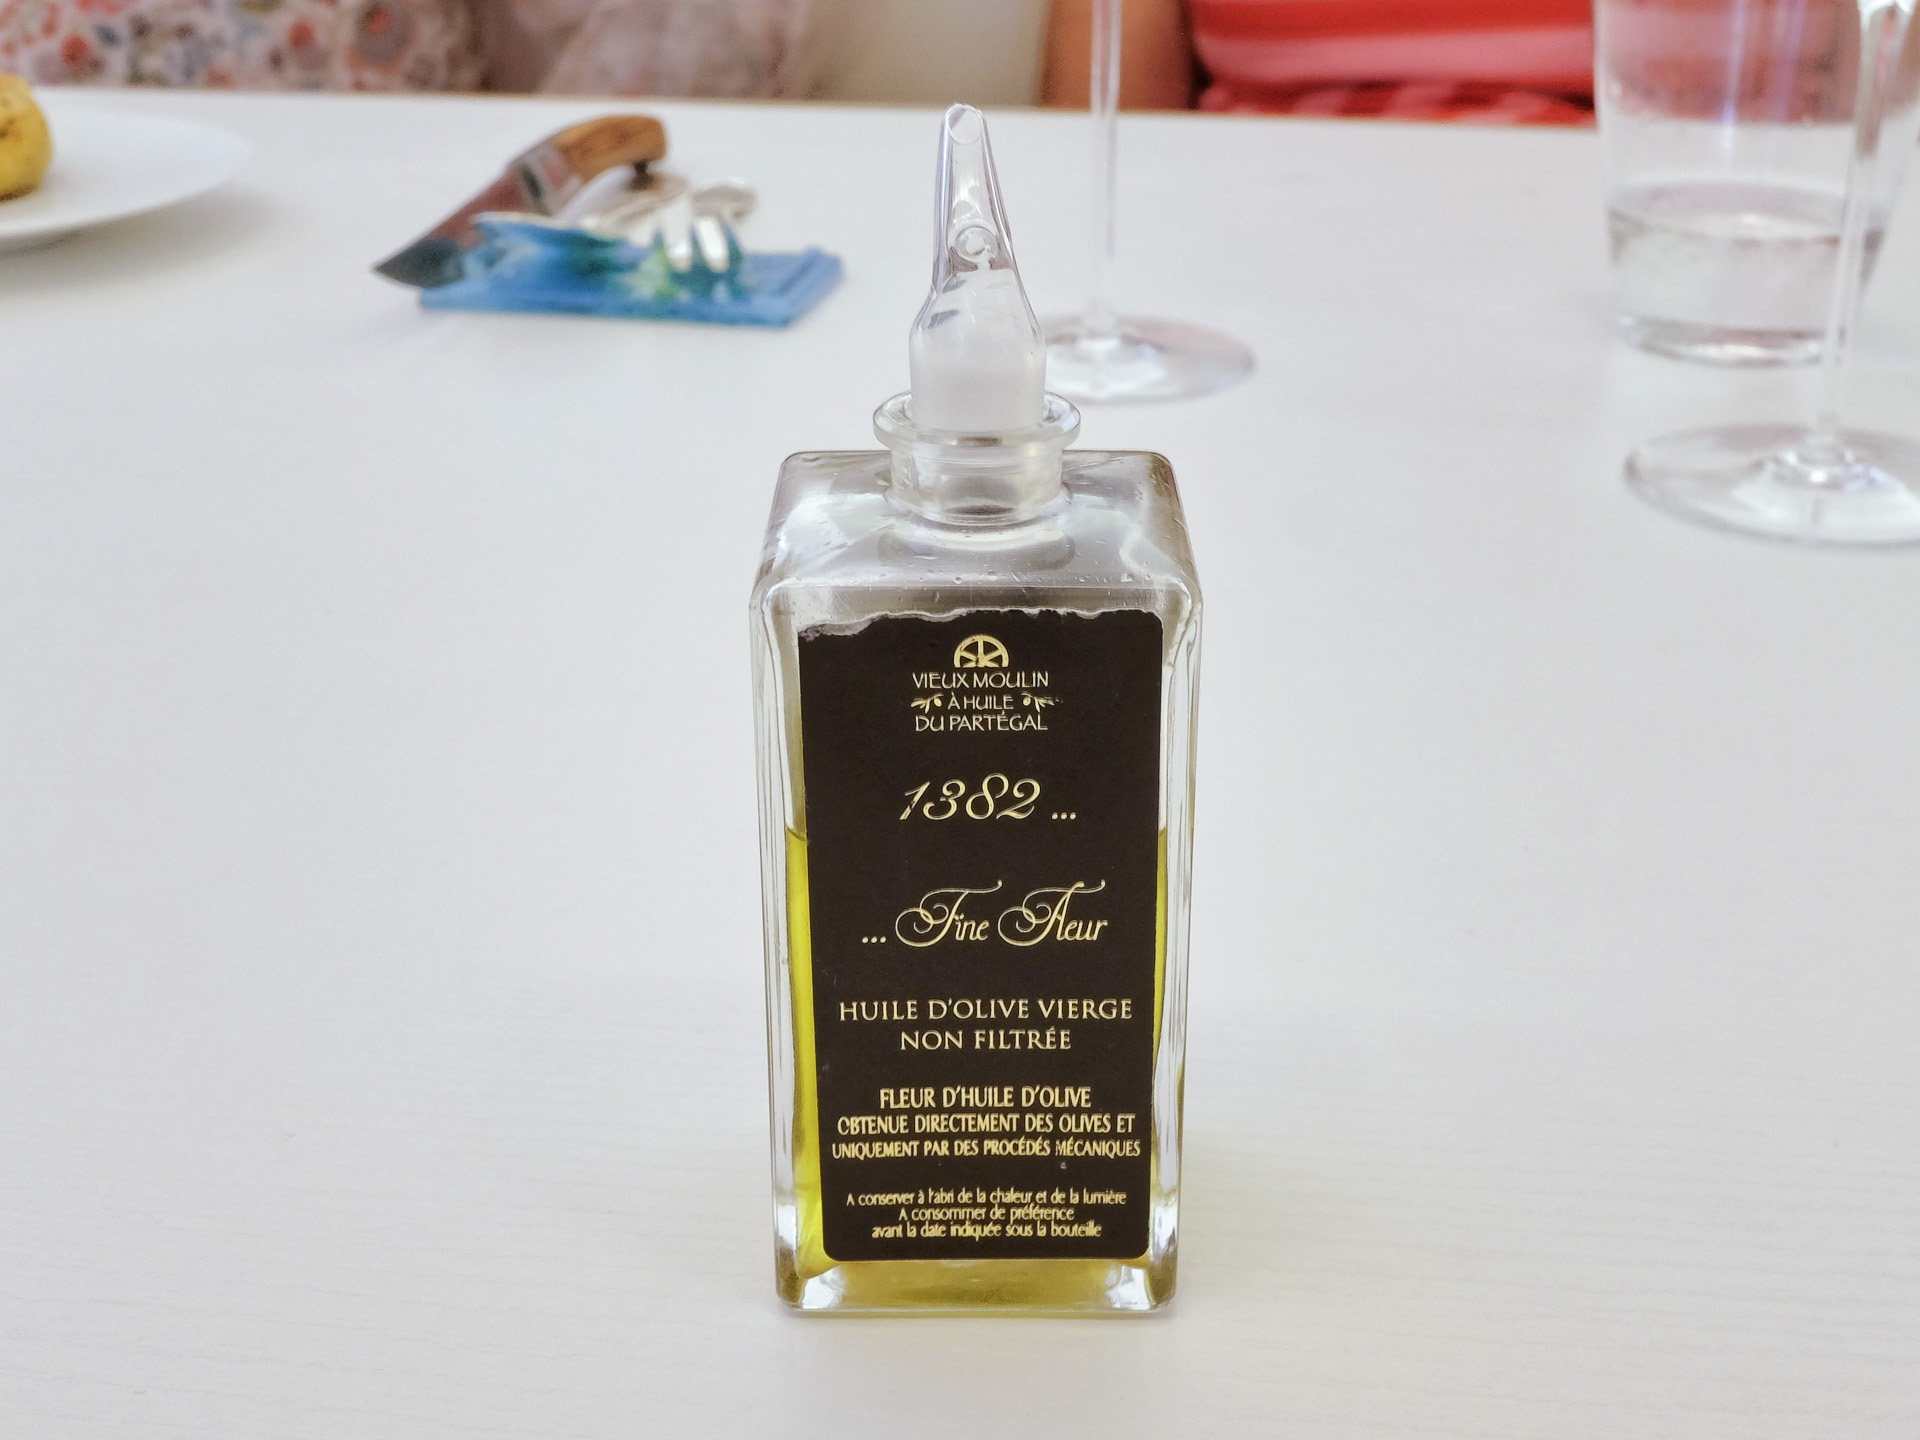 VIEUX MOULIN
À HUILE
DU PARTÉGAL
1382 ...
... Fine Fleur
HUILE D'OLIVE VIERGE
NON FILTRÉE
FLEUR D'HUILE D'OLIVE
OBTENUE DIRECTEMENT DES OLIVES ET
UNIQUEMENT PAR DES PROCÉDÉS MÉCANIQUES
A conserver à l'abri de la chaleur et de la lumière
A consommer de préférence
avant la date indiquée sous la bouteille